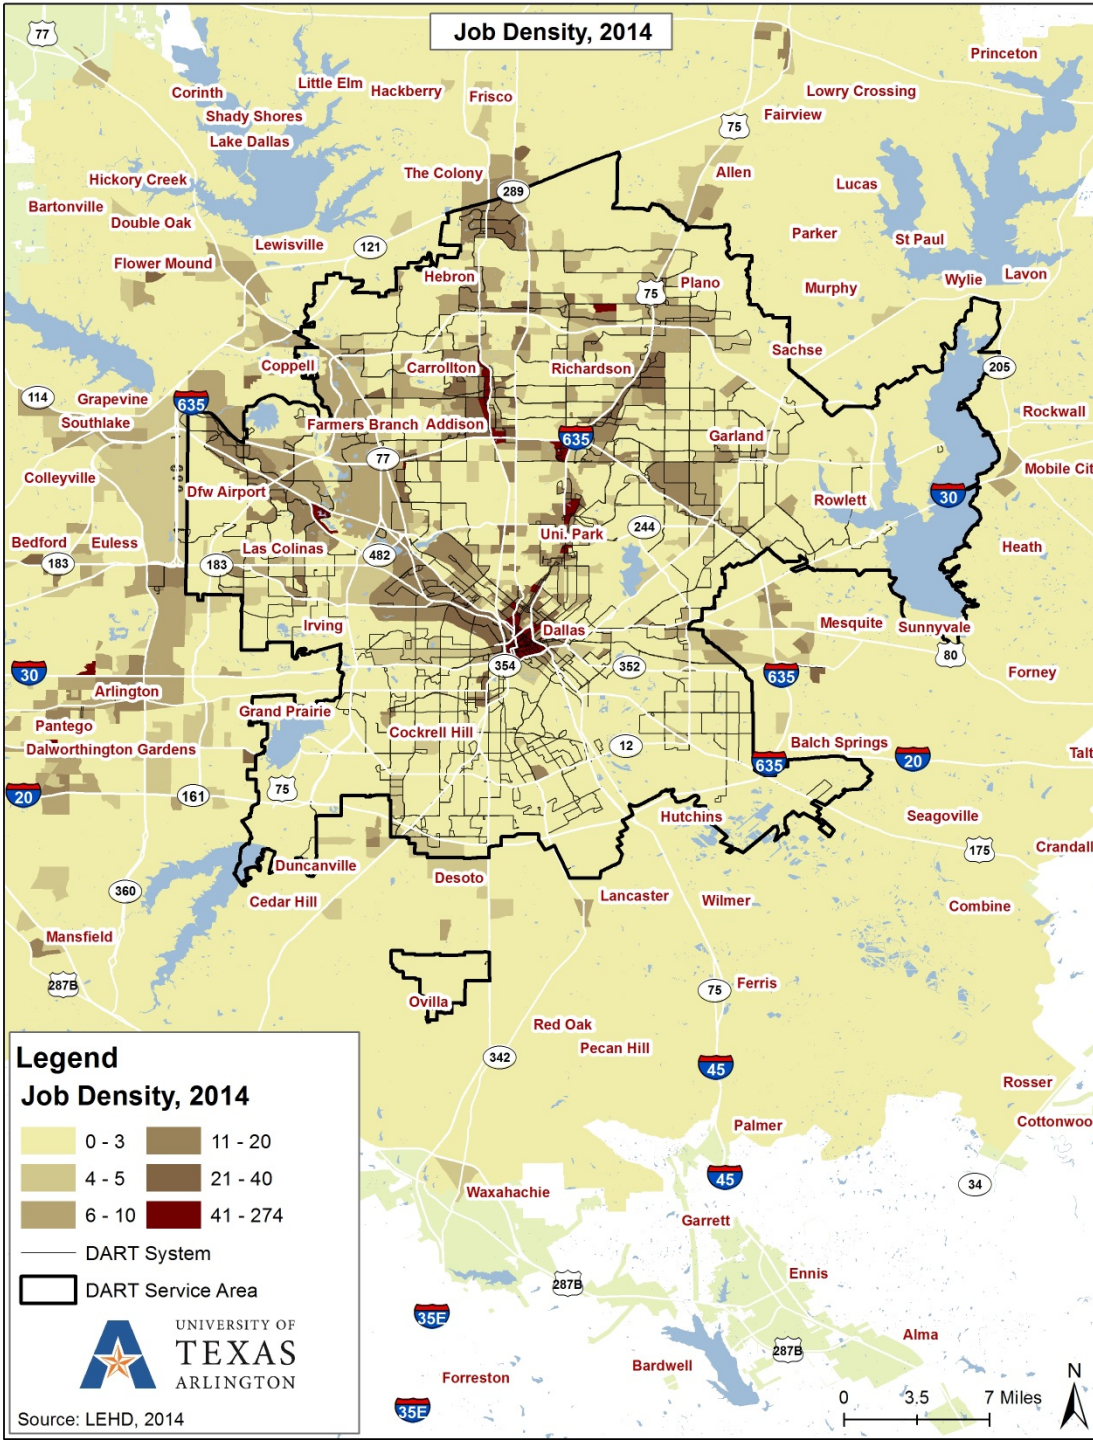 Job Density, 2014
77
Princeton
Little Elm
Hackberry
Corinth
Frisco
Lowry Crossing
Shady Shores
Fairview
75
Lake Dallas
The Colony
Allen
Hickory Creek
289
Lucas
Bartonville
Double Oak
Parker
St Paul
Lewisville
121
Flower Mound
Hebron
Plano
75
Murphy
Wylie
Lavon
Sachse
Coppell
Carrollton
Richardson
205
114
Grapevine
635
Rockwall
Southlake
Farmers Branch
Addison
635
Garland
77
Mobile Cit
Colleyville
Dfw Airport
Rowlett
30
Uni. Park
244
Bedford
Euless
Las Colinas
482
Heath
183
183
Irving
Dallas
Mesquite
Sunnyvale
80
30
354
352
635
Forney
Arlington
Pantego
Grand Prairie
Cockrell Hill
12
Balch Springs
Dalworthington Gardens
635
20
Talt
20
161
75
Hutchins
Seagoville
175
Crandall
Duncanville
Desoto
360
Cedar Hill
Lancaster
Wilmer
Combine
Mansfield
287B
Ferris
75
Ovilla
Red Oak
Pecan Hill
342
45
Rosser
Cottonwoo
Palmer
45
34
Waxahachie
Garrett
Ennis
287B
35E
Alma
287B
Bardwell
Forreston
35E
Legend
Job Density, 2014
0 - 3
11 - 20
4 - 5
21 - 40
6 - 10
41 - 274
DART System
DART Service Area
UNIVERSITY OF
TEXAS
ARLINGTON
Source: LEHD, 2014
N
0 3.5 7 Miles